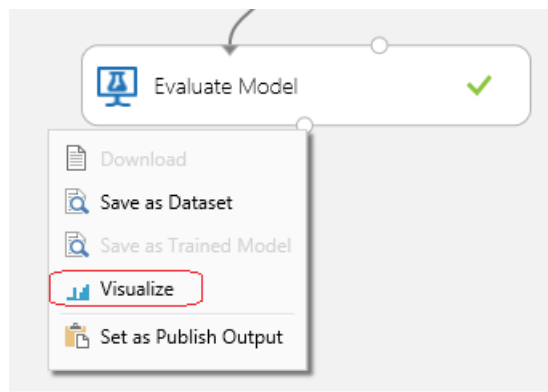 Evaluate Model
Download
Save as Dataset
Save as Trained Model
Visualize
Set as Publish Output